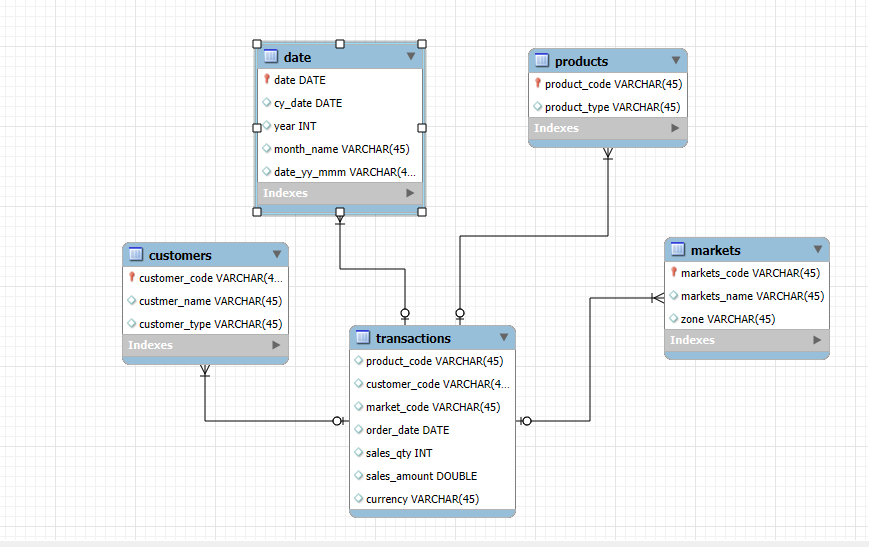 date
date DATE
cy_date DATE
year INT
month_name VARCHAR(45)
date_yy_mmm VARCHAR(4...
Indexes
products
product_code VARCHAR(45)
product_type VARCHAR(45)
Indexes
customers
customer_code VARCHAR(4...
custmer_name VARCHAR(45)
customer_type VARCHAR(45)
Indexes
markets
markets_code VARCHAR(45)
markets_name VARCHAR(45)
zone VARCHAR(45)
Indexes
transactions
product_code VARCHAR(45)
customer_code VARCHAR(4...
market_code VARCHAR(45)
order_date DATE
sales_qty INT
sales_amount DOUBLE
currency VARCHAR(45)